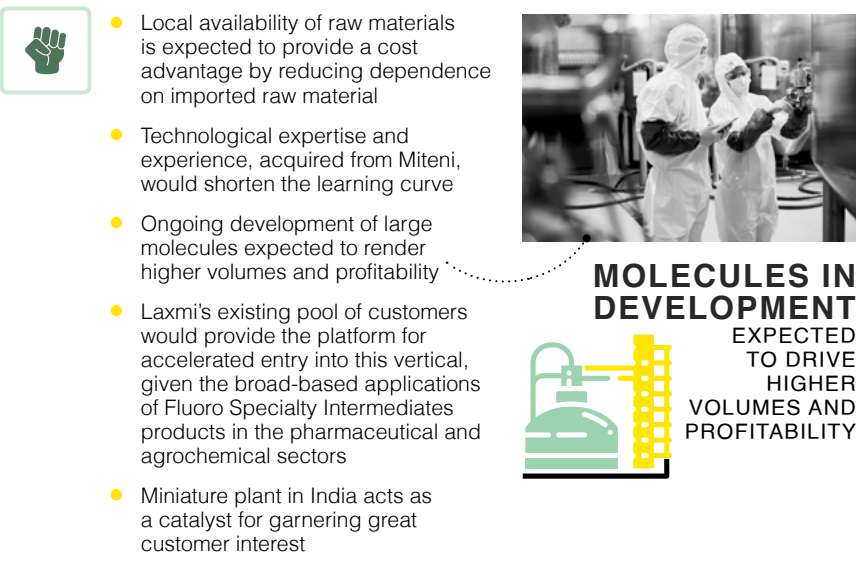 Local availability of raw materials
is expected to provide a cost
advantage by reducing dependence
on imported raw material
Technological expertise and
experience, acquired from Miteni,
would shorten the learning curve
Ongoing development of large
molecules expected to render
higher volumes and profitability
Laxmi’s existing pool of customers
would provide the platform for
accelerated entry into this vertical,
given the broad-based applications
of Fluoro Specialty Intermediates
products in the pharmaceutical and
agrochemical sectors
Miniature plant in India acts as
a catalyst for garnering great
customer interest
MOLECULES IN
DEVELOPMENT
EXPECTED
TO DRIVE
HIGHER
VOLUMES AND
PROFITABILITY